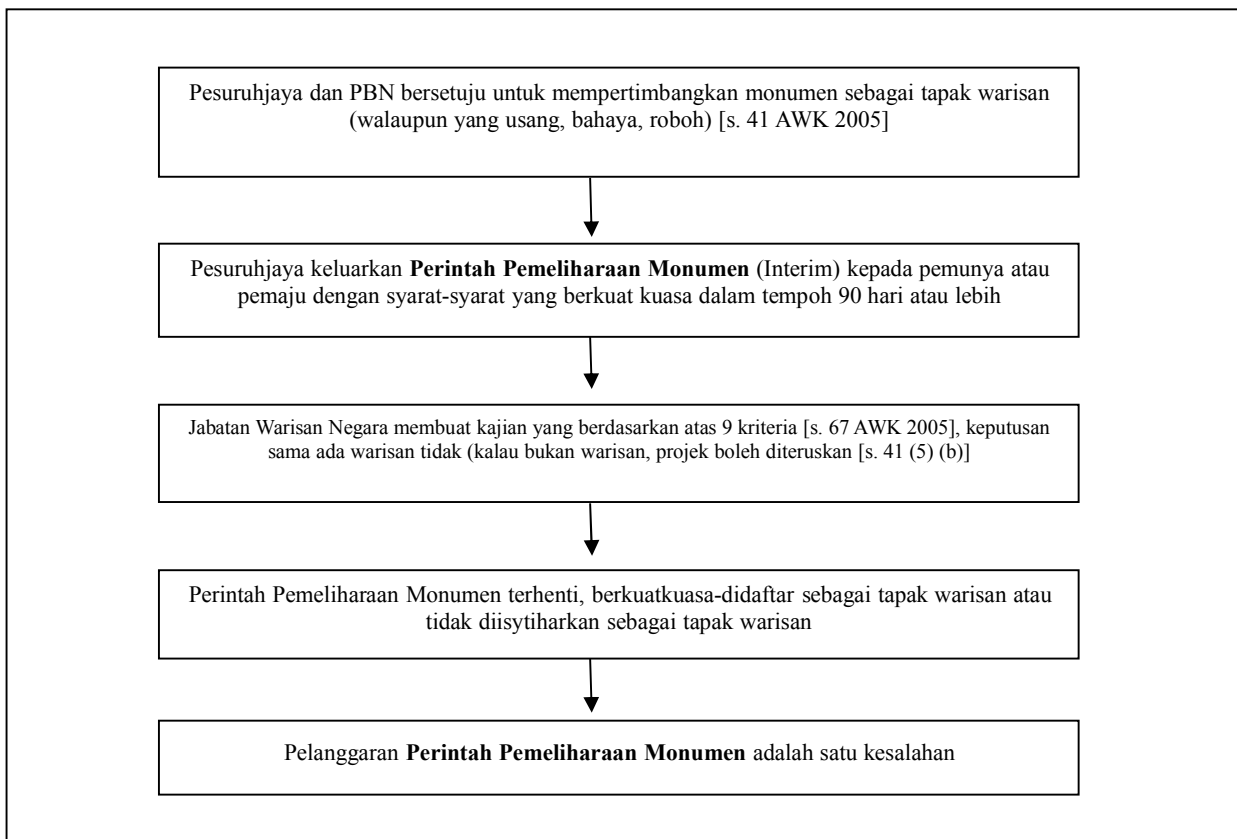 Pesuruhjaya dan PBN bersetuju untuk mempertimbangkan monumen sebagai tapak warisan
(walaupun yang usang, bahaya, roboh) [s. 41 AWK 2005]
Pesuruhjaya keluarkan Perintah Pemeliharaan Monumen (Interim) kepada pemunya atau
pemaju dengan syarat-syarat yang berkuat kuasa dalam tempoh 90 hari atau lebih
Jabatan Warisan Negara membuat kajian yang berdasarkan atas 9 kriteria [s. 67 AWK 2005], keputusan
sama ada warisan tidak (kalau bukan warisan, projek boleh diteruskan [s. 41 (5) (b)]
Perintah Pemeliharaan Monumen terhenti, berkuatkuasa-didaftar sebagai tapak warisan atau
tidak diisytiharkan sebagai tapak warisan
Pelanggaran Perintah Pemeliharaan Monumen adalah satu kesalahan